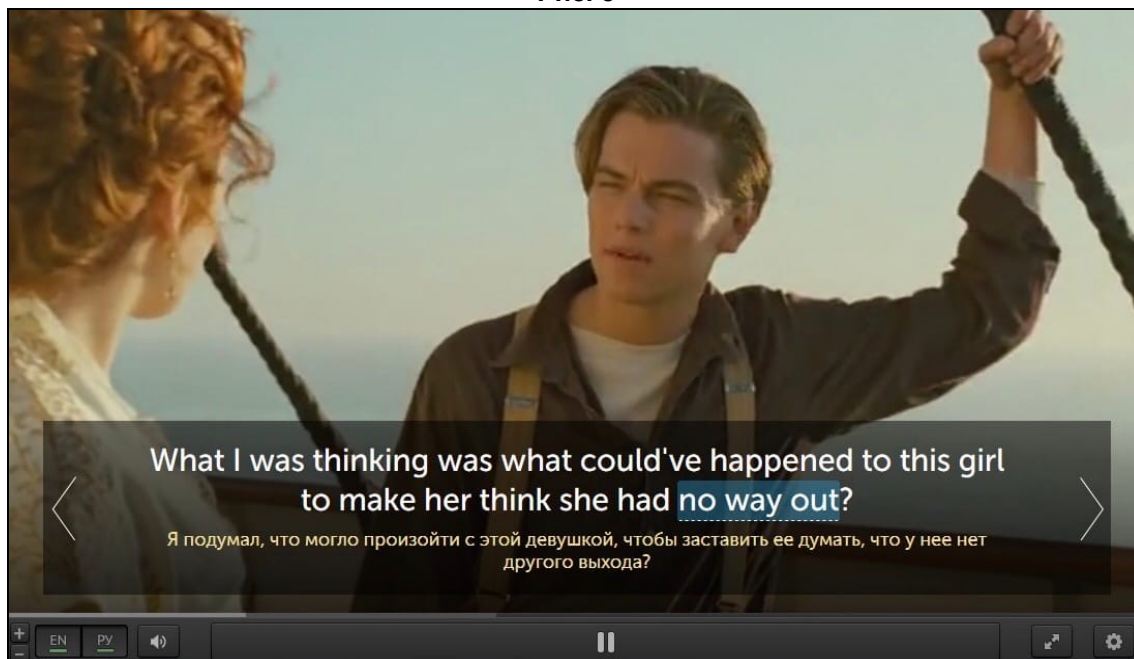 What I was thinking was what could've happened to this girl
to make her think she had no way out?
Я подумал, что могло произойти с этой девушкой, чтобы заставить ее думать, что у нее нет
другого выхода?
EN РУ